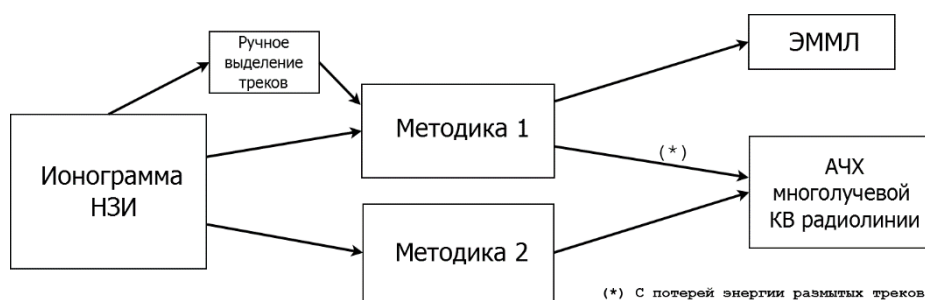 Ручное
выделение
треков
ЭММЛ
Методика 1
(*)
Ионограмма
НЗИ
АЧХ
многолучевой
КВ радиолинии
Методика 2
(*) С потерей энергии размытых треков